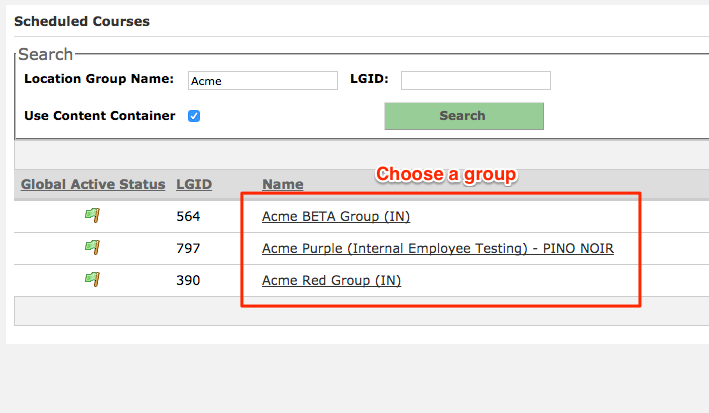 Scheduled Courses
Search
Location Group Name: Acme LGID:
Use Content Container Search
Choose a group
Global Active Status LGID Name
564 Acme BETA Group (IN)
797 Acme Purple (Internal Employee Testing) - PINO NOIR
390 Acme Red Group (IN)